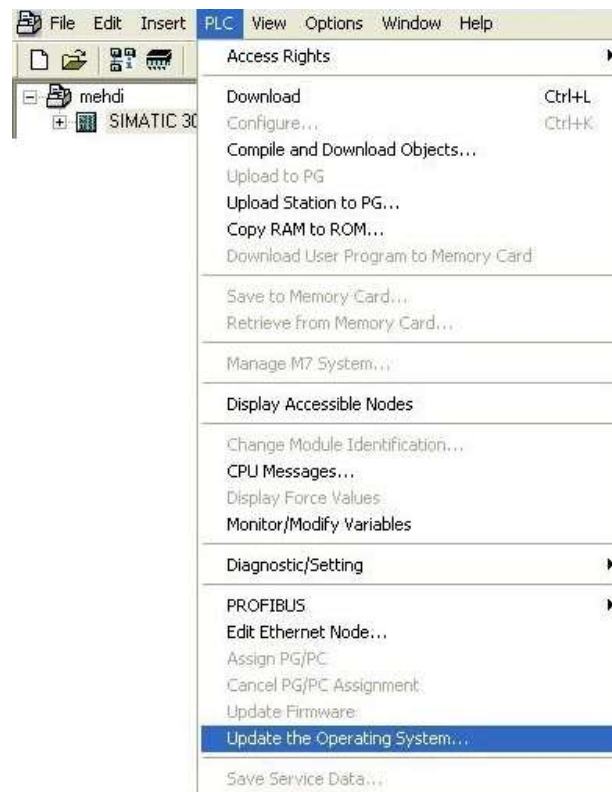 File Edit Insert PLC View Options Window Help
mehdi
SIMATIC 30
Access Rights
Download Ctrl+L
Configure... Ctrl+K
Compile and Download Objects...
Upload to PG
Upload Station to PG...
Copy RAM to ROM...
Download User Program to Memory Card
Save to Memory Card...
Retrieve from Memory Card...
Manage M7 System...
Display Accessible Nodes
Change Module Identification...
CPU Messages...
Display Force Values
Monitor/Modify Variables
Diagnostic/Setting
PROFIBUS
Edit Ethernet Node...
Assign PG/PC
Cancel PG/PC Assignment
Update Firmware
Update the Operating System...
Save Service Data...